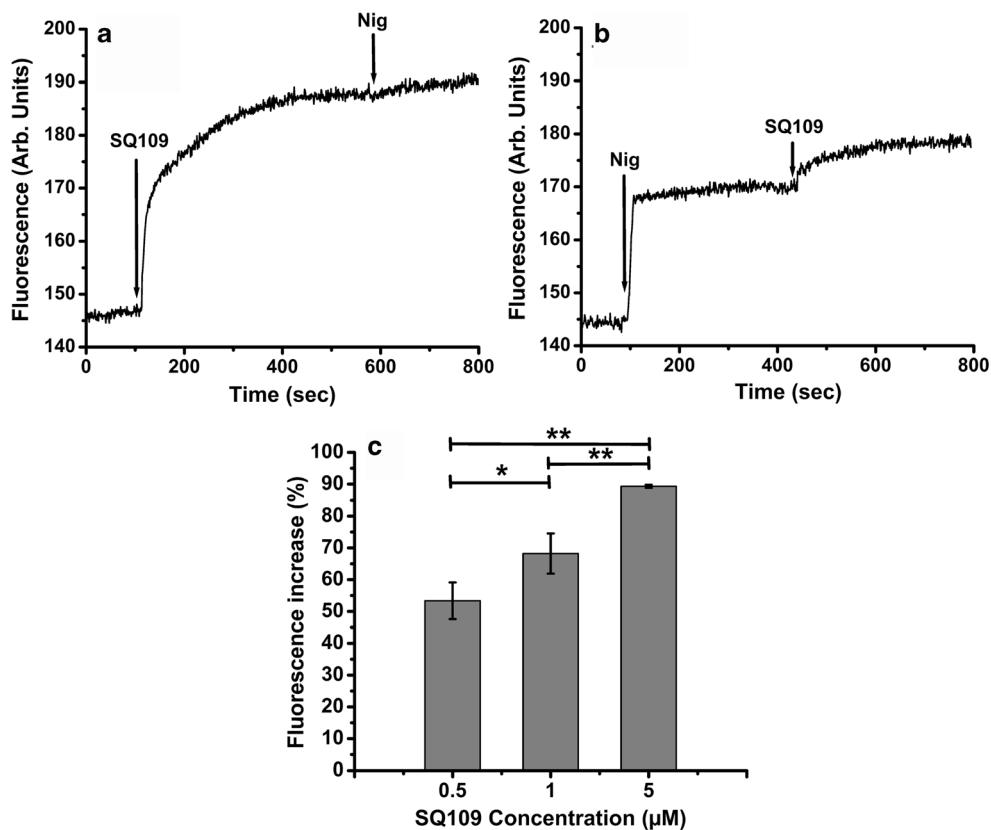 a
Fluorescence (Arb. Units)
200
190
180
170
160
150
140
SQ109
Nig
0 200 400 600 800
Time (sec)
b
Fluorescence (Arb. Units)
200
190
180
170
160
150
140
Nig
SQ109
0 200 400 600 800
Time (sec)
c
Fluorescence increase (%)
100
90
80
70
60
50
40
30
20
10
0
**
* **
0.5 1 5
SQ109 Concentration (µM)